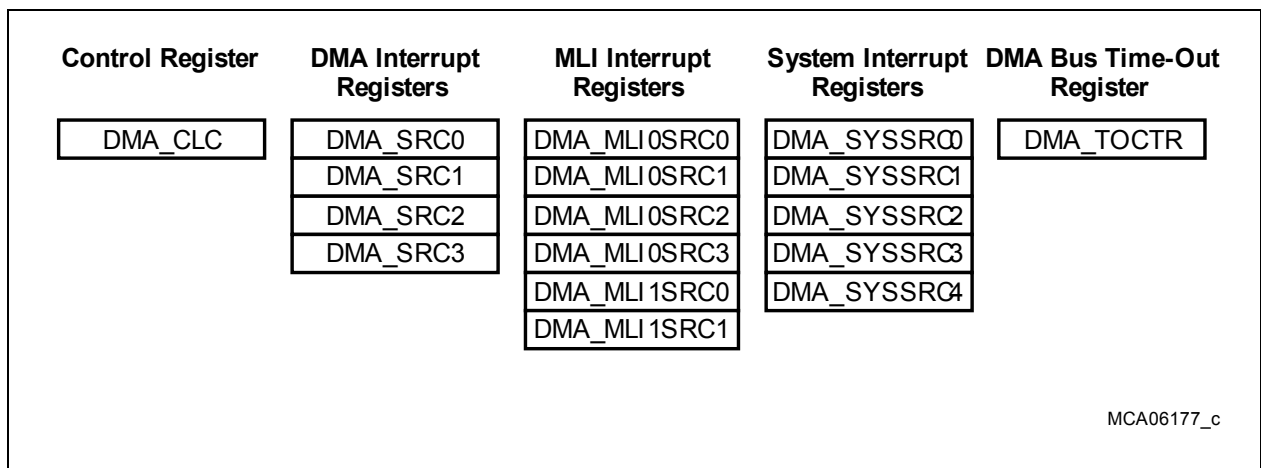 Control Register
DMA Interrupt
Registers
MLI Interrupt
Registers
System Interrupt
Registers
DMA Bus Time-Out
Register
DMA_CLC
DMA_SRC0
DMA_SRC1
DMA_SRC2
DMA_SRC3
DMA_MLI0SRC0
DMA_MLI0SRC1
DMA_MLI0SRC2
DMA_MLI0SRC3
DMA_MLI1SRC0
DMA_MLI1SRC1
DMA_SYSSRC0
DMA_SYSSRC1
DMA_SYSSRC2
DMA_SYSSRC3
DMA_SYSSRC4
DMA_TOCTR
MCA06177_c